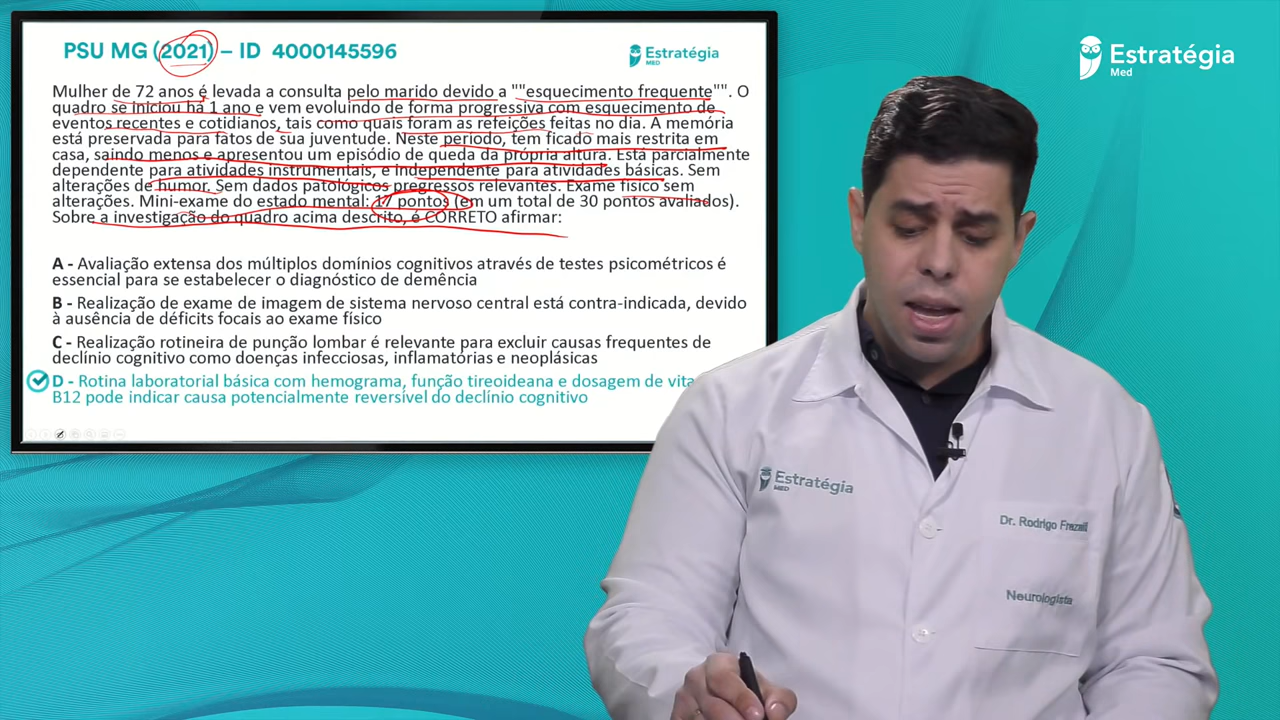 PSU MG (2021) – ID 4000145596
Estratégia
MED
Estratégia
Med
Mulher de 72 anos é levada a consulta pelo marido devido a ""esquecimento frequente"". O
quadro se iniciou há 1 ano e vem evoluindo de forma progressiva com esquecimento de
eventos recentes e cotidianos, tais como quais foram as refeições feitas no dia. A memória
está preservada para fatos de sua juventude. Neste período, tem ficado mais restrita em
casa, saindo menos e apresentou um episódio de queda da própria altura. Está parcialmente
dependente para atividades instrumentais, e independente para atividades básicas. Sem
alterações de humor. Sem dados patológicos pregressos relevantes. Exame físico sem
alterações. Mini-exame do estado mental: 17 pontos (em um total de 30 pontos avaliados).
Sobre a investigação do quadro acima descrito, é CORRETO afirmar:
A - Avaliação extensa dos múltiplos domínios cognitivos através de testes psicométricos é
essencial para se estabelecer o diagnóstico de demência
B - Realização de exame de imagem de sistema nervoso central está contra-indicada, devido
à ausência de déficits focais ao exame físico
C - Realização rotineira de punção lombar é relevante para excluir causas frequentes de
declínio cognitivo como doenças infecciosas, inflamatórias e neoplásicas
D - Rotina laboratorial básica com hemograma, função tireoideana e dosagem de vita
B12 pode indicar causa potencialmente reversível do declínio cognitivo
Estratégia
MED
Dr. Rodrigo
Neurologista